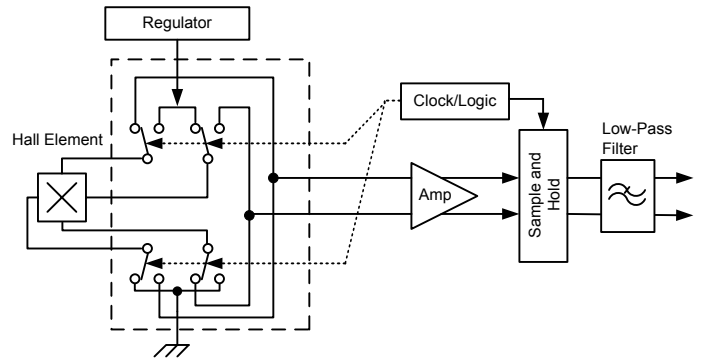 Regulator
Clock/Logic
Hall Element
Low-Pass
Filter
Amp
Sample and
Hold